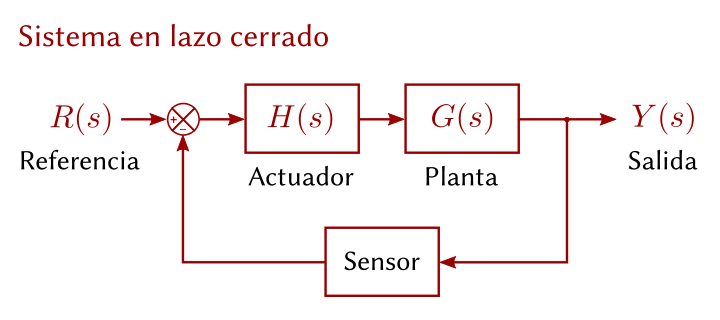 Sistema en lazo cerrado
R(s)
+
−
H(s)
G(s)
Y(s)
Referencia
Actuador
Planta
Salida
Sensor